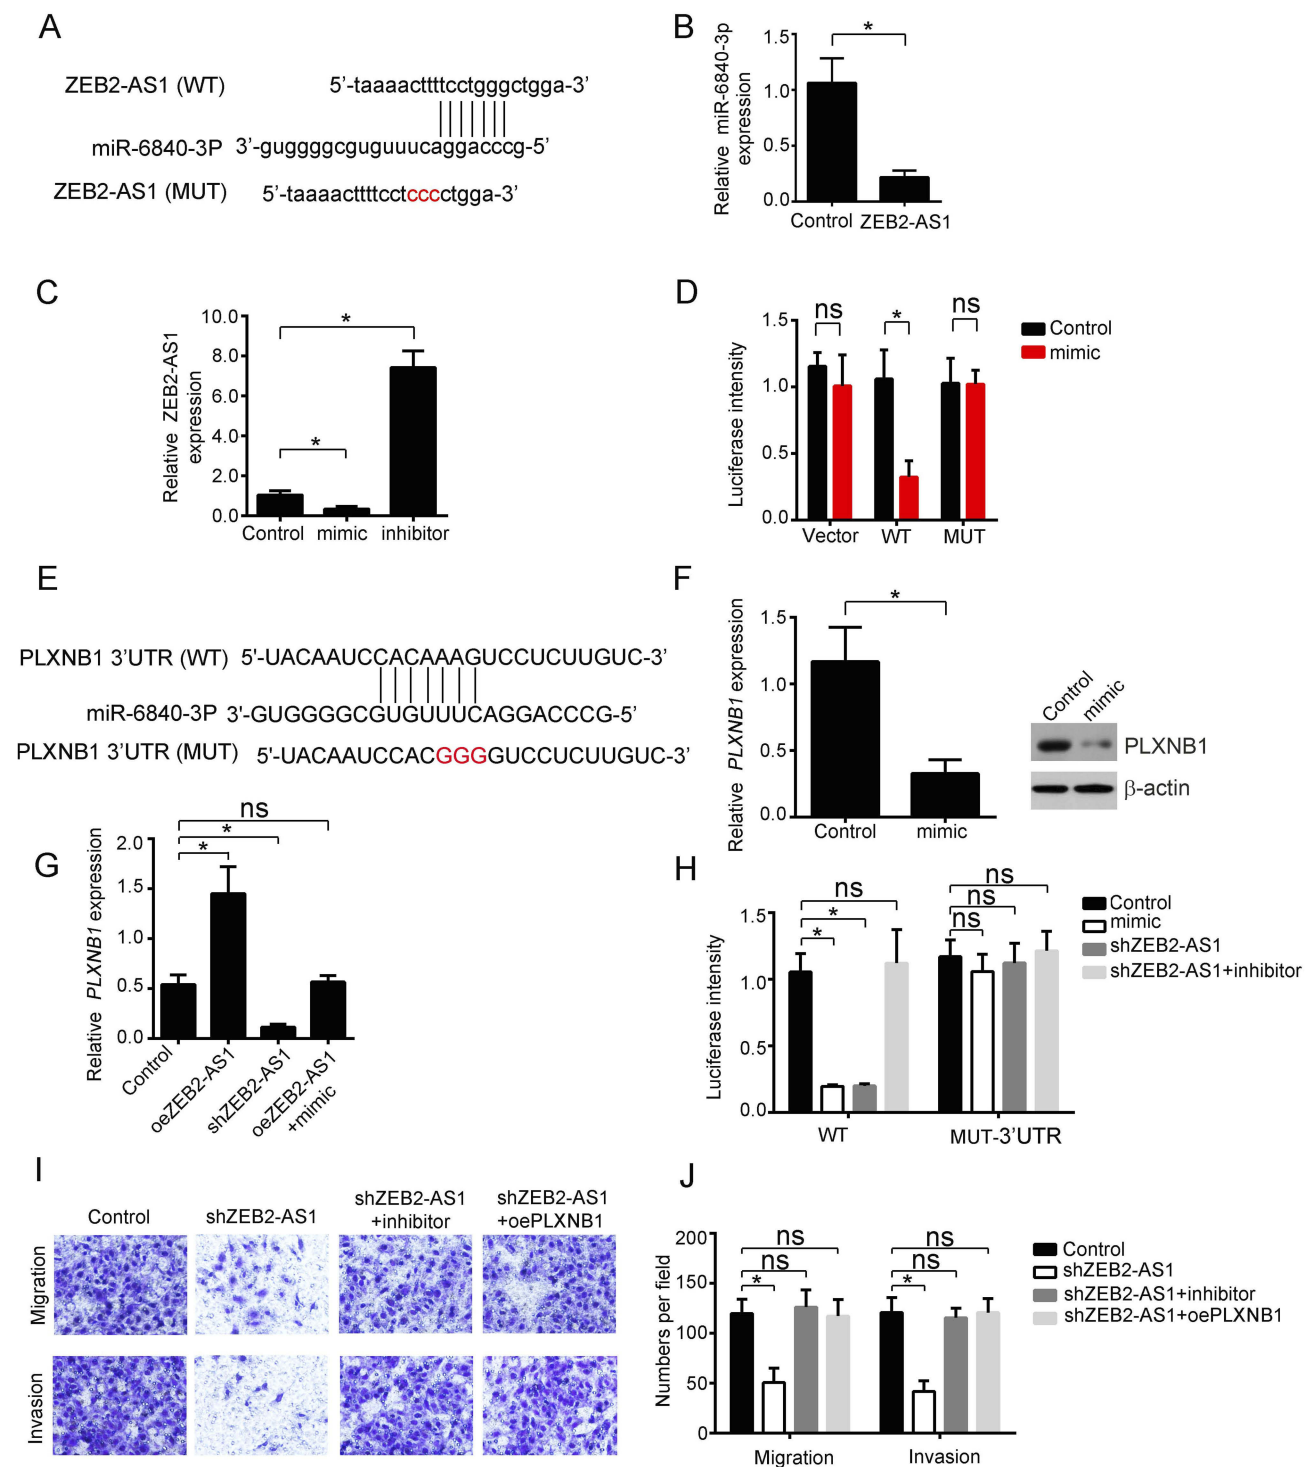 A
ZEB2-AS1 (WT) 5'-taaaacttttcctgggctgga-3'
miR-6840-3P 3'-guggggcguguuucaggacccg-5'
ZEB2-AS1 (MUT) 5'-taaaacttttcctcccctgga-3'
B
Relative miR-6840-3p
expression
1.5
1.0
0.5
0.0
*
Control ZEB2-AS1
C
Relative ZEB2-AS1
expression
10.0
8.0
6.0
4.0
2.0
0.0
*
*
Control mimic inhibitor
D
Luciferase intensity
1.5
1.0
0.5
0.0
ns * ns
Vector WT MUT
Control
mimic
E
PLXNB1 3'UTR (WT) 5'-UACAAUCCACAAAGUCCUCUUGUC-3'
miR-6840-3P 3'-GUGGGGCGUGUUUCAGGACCCG-5'
PLXNB1 3'UTR (MUT) 5'-UACAAUCCACGGGGUCCUCUUGUC-3'
F
Relative PLXNB1 expression
1.5
1.0
0.5
0.0
*
Control mimic
Control
mimic
PLXNB1
β-actin
G
Relative PLXNB1 expression
2.0
1.5
1.0
0.5
0.0
ns
*
*
Control
oeZEB2-AS1
shZEB2-AS1
oeZEB2-AS1
+mimic
H
Luciferase intensity
1.5
1.0
0.5
0.0
ns
*
*
ns
ns
ns
WT MUT-3'UTR
Control
mimic
shZEB2-AS1
shZEB2-AS1+inhibitor
I
Control
shZEB2-AS1
shZEB2-AS1
+inhibitor
shZEB2-AS1
+oePLXNB1
Migration
Invasion
J
Numbers per field
200
150
100
50
0
ns
ns
*
ns
ns
*
Migration Invasion
Control
shZEB2-AS1
shZEB2-AS1+inhibitor
shZEB2-AS1+oePLXNB1